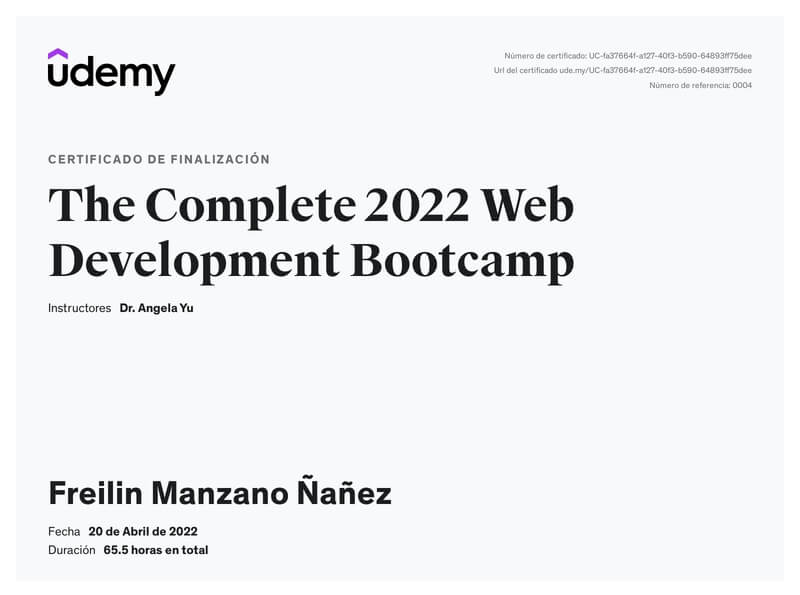 udemy
Número de certificado: UC-fa37664f-a127-40f3-b590-64893ff75dee
Url del certificado ude.my/UC-fa37664f-a127-40f3-b590-64893ff75dee
Número de referencia: 0004
CERTIFICADO DE FINALIZACIÓN
The Complete 2022 Web
Development Bootcamp
Instructores Dr. Angela Yu
Freilin Manzano Ñañez
Fecha 20 de Abril de 2022
Duración 65.5 horas en total